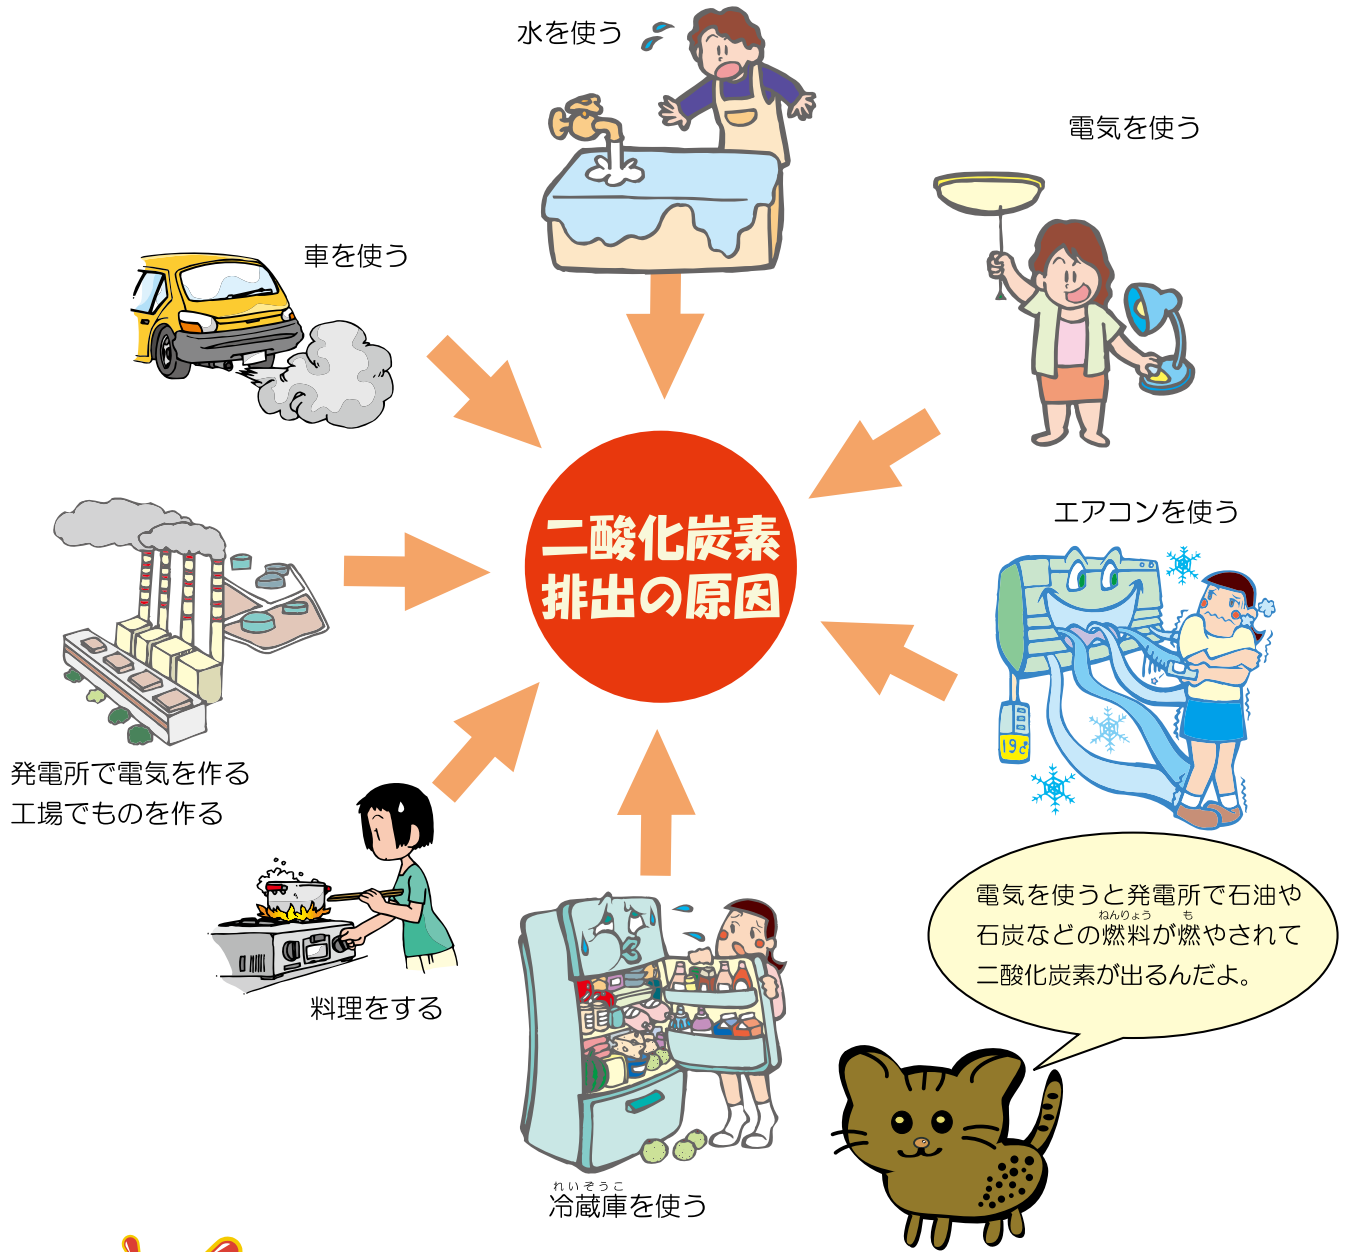 水を使う
電気を使う
車を使う
エアコンを使う
二酸化炭素
排出の原因
19℃
発電所で電気を作る
工場でものを作る
電気を使うと発電所で石油や
ねんりょう も
石炭などの燃料が燃やされて
二酸化炭素が出るんだよ。
料理をする
れいぞうこ
冷蔵庫を使う